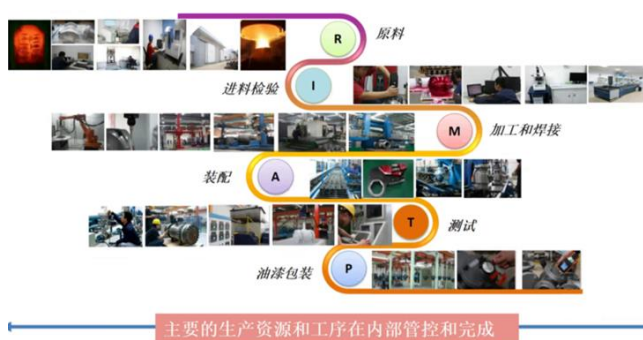 R 原料
进料检验 I
M 加工和焊接
装配 A
T 测试
油漆包装 P
主要的生产资源和工序在内部管控和完成